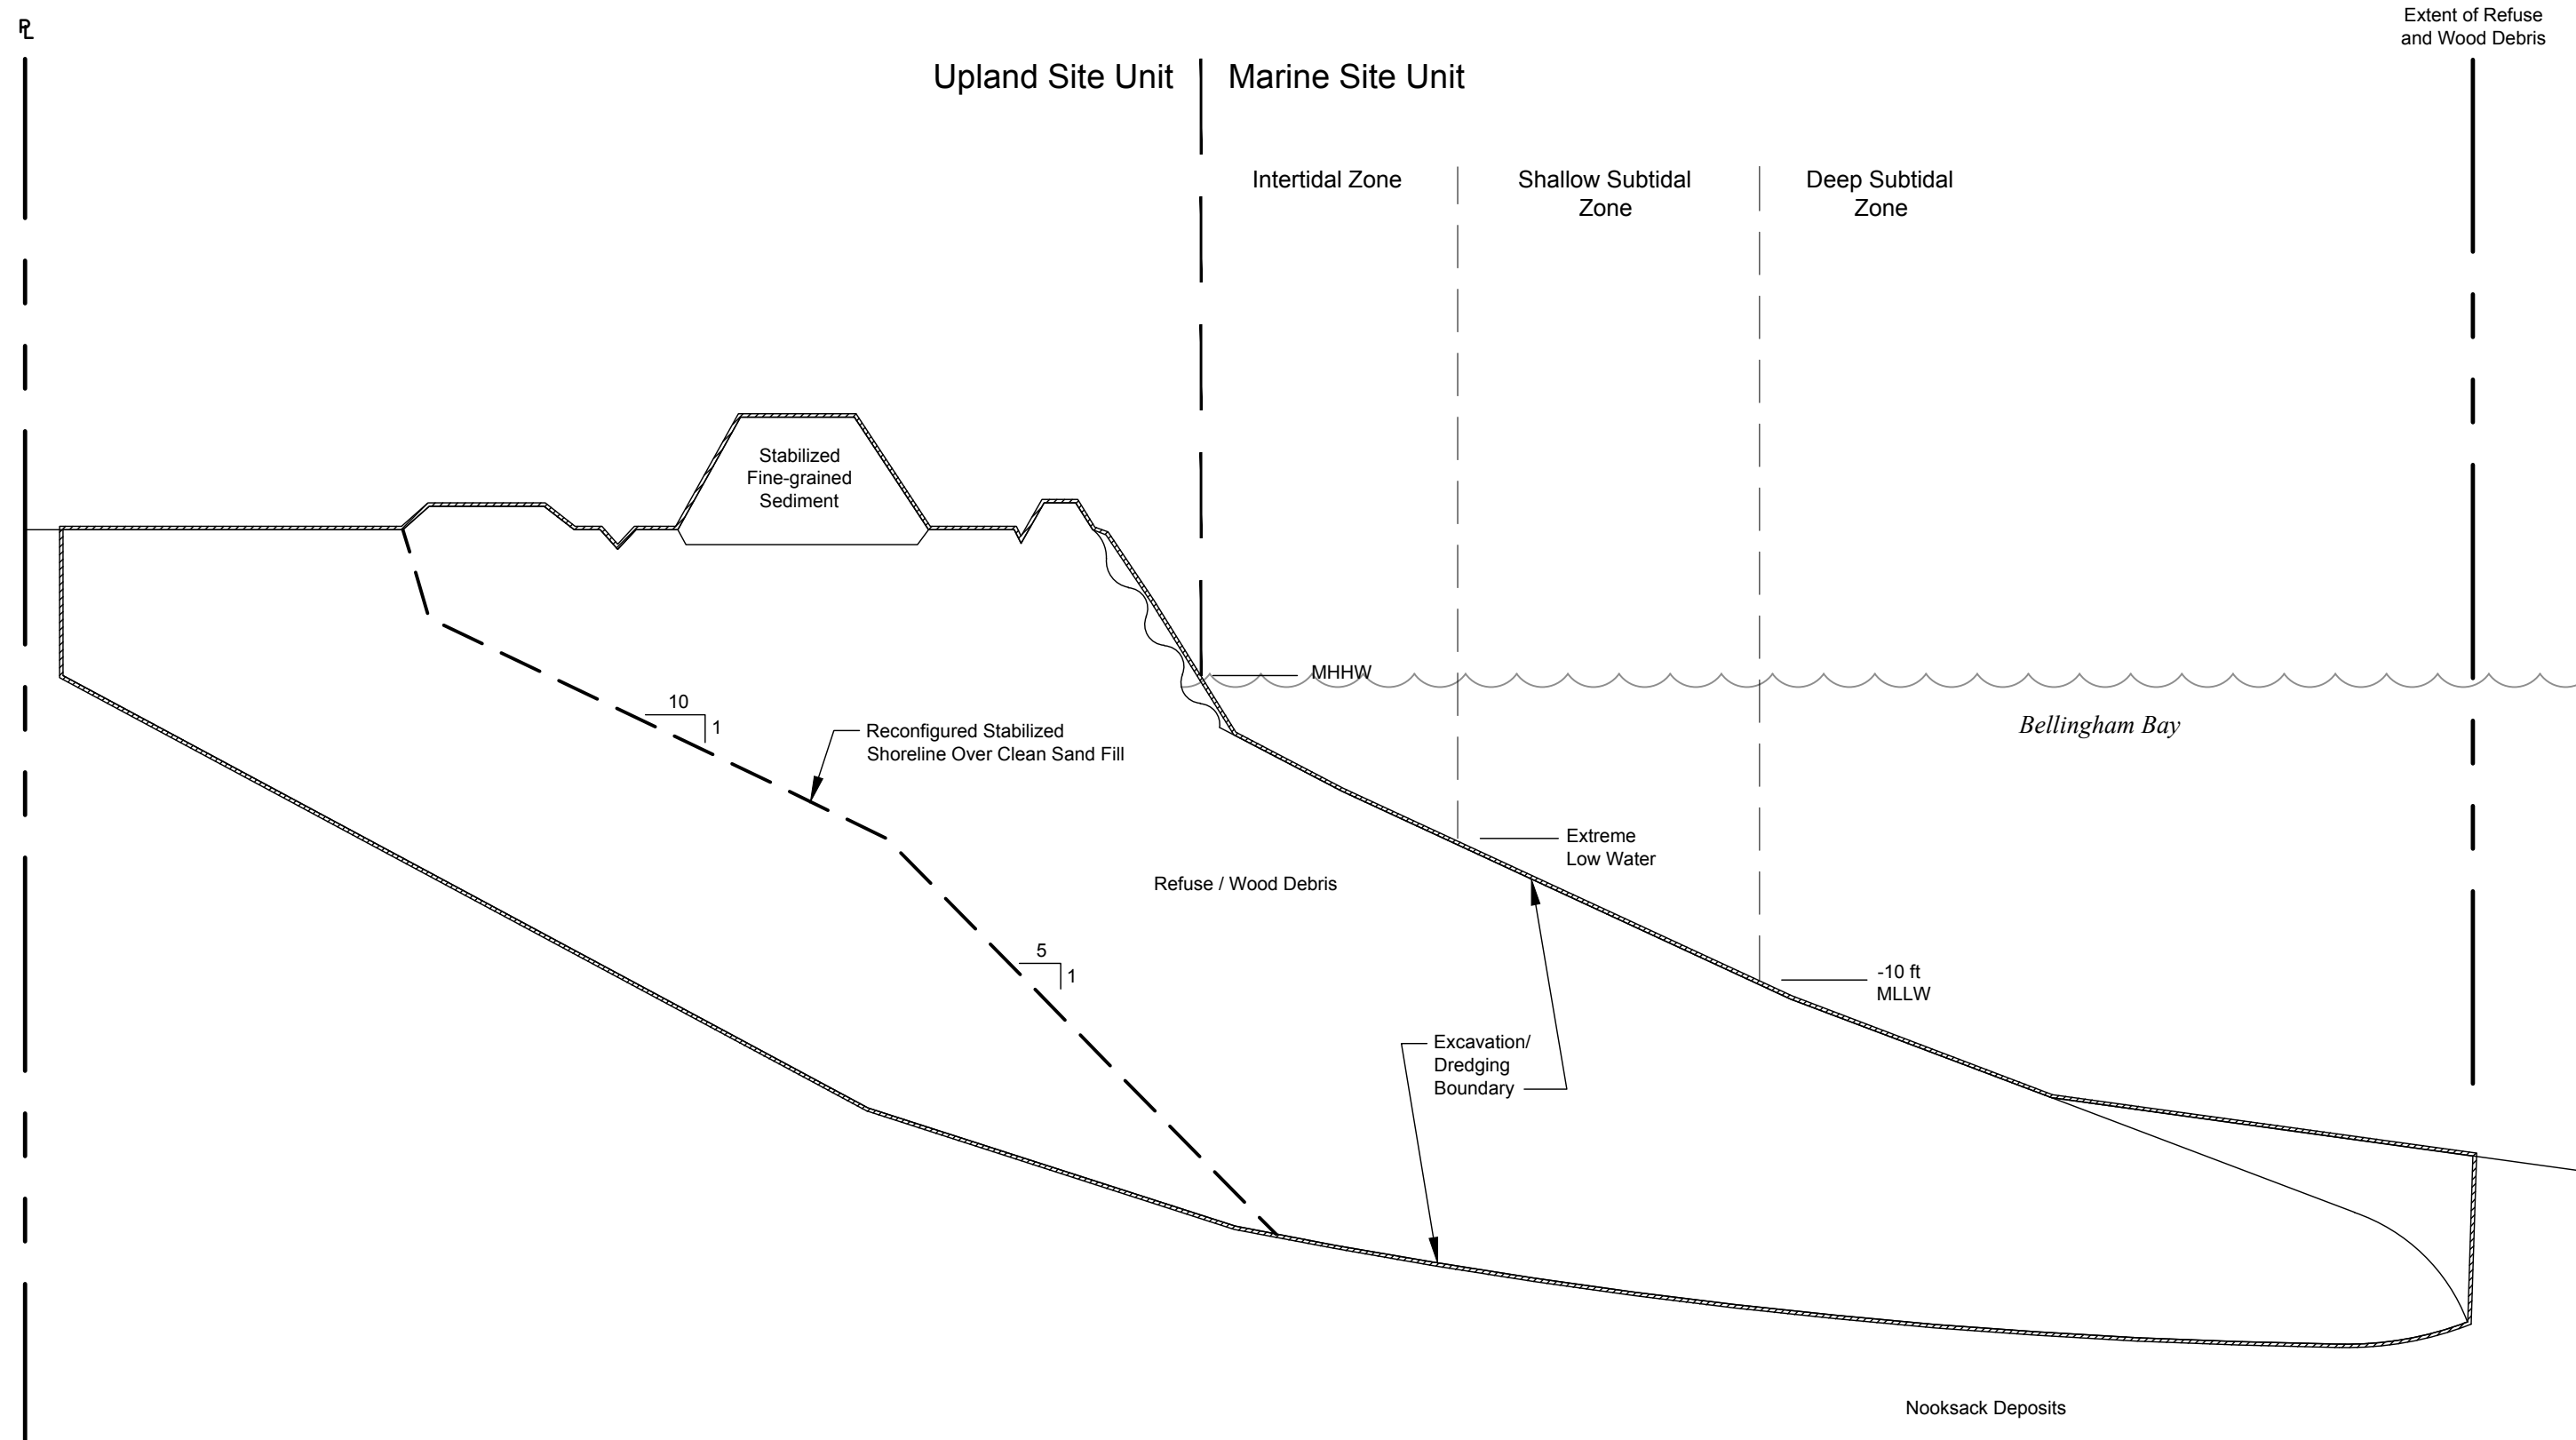 PL
Extent of Refuse
and Wood Debris
Upland Site Unit
Marine Site Unit
Intertidal Zone
Shallow Subtidal
Zone
Deep Subtidal
Zone
Stabilized
Fine-grained
Sediment
MHHW
Bellingham Bay
10
1
Reconfigured Stabilized
Shoreline Over Clean Sand Fill
Extreme
Low Water
Refuse / Wood Debris
5
1
-10 ft
MLLW
Excavation/
Dredging
Boundary
Nooksack Deposits